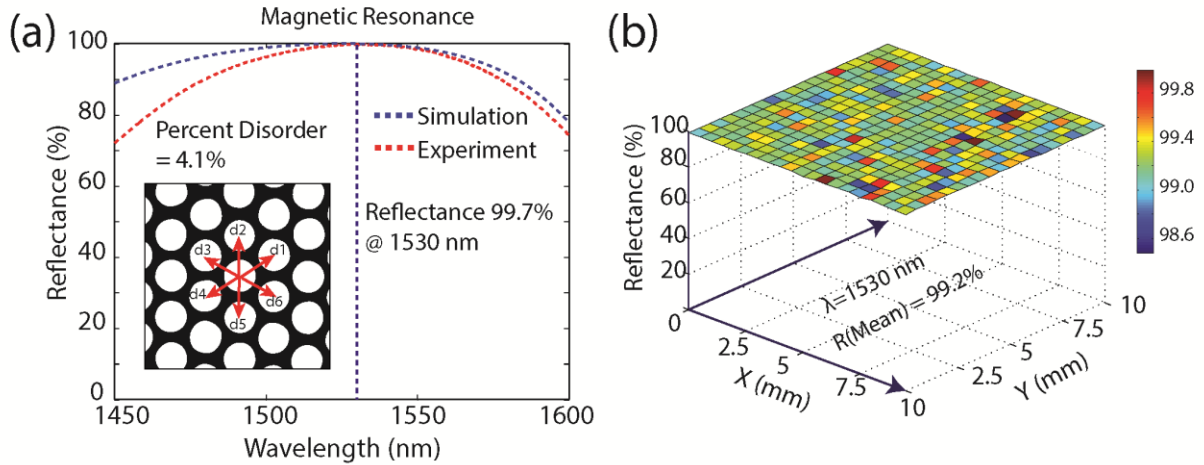 (a)
Magnetic Resonance
100
80
60
40
20
0
Reflectance (%)
1450
1500
1550
1600
Wavelength (nm)
Simulation
Experiment
Percent Disorder
= 4.1%
Reflectance 99.7%
@ 1530 nm
d2
d3
d1
d4
d6
d5
(b)
100
80
60
40
20
0
Reflectance (%)
2.5
5
7.5
10
X (mm)
2.5
5
7.5
10
Y (mm)
λ=1530 nm
R(Mean) = 99.2%
99.8
99.4
99.0
98.6